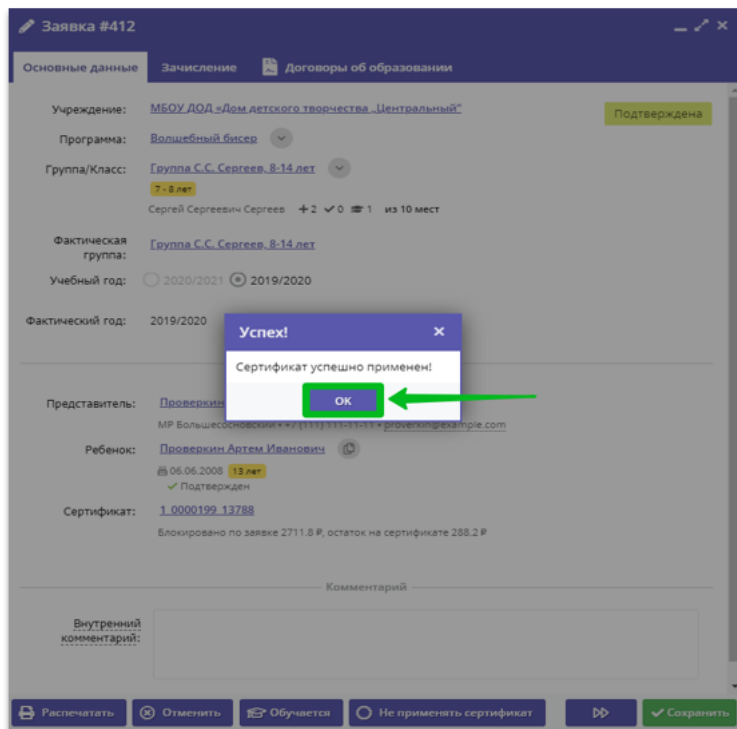 Заявка #412
Основные данные Зачисление Договоры об образовании
Учреждение: МБОУ ДОД «Дом детского творчества „Центральный“ Подтверждена
Программа: Волшебный бисер
Группа/Класс: Группа С.С. Сергеев, 8-14 лет
7 - 8 лет
Сергей Сергеевич Сергеев +2 ✓0 1 из 10 мест
Фактическая группа: Группа С.С. Сергеев, 8-14 лет
Учебный год: 2020/2021 2019/2020
Фактический год: 2019/2020
Успех! ×
Сертификат успешно применен!
ОК
Представитель: Проверкин
МР Большесосновский • +7 (111) 111-11-11 • proverkin@example.com
Ребенок: Проверкин Артем Иванович
06.06.2008 13 лет
✓ Подтвержден
Сертификат: 1 0000199 13788
Блокировано по заявке 2711.8 ₽, остаток на сертификате 288.2 ₽
Комментарий
Внутренний
комментарий:
Распечатать Отменить Обучается Не применять сертификат Сохранить